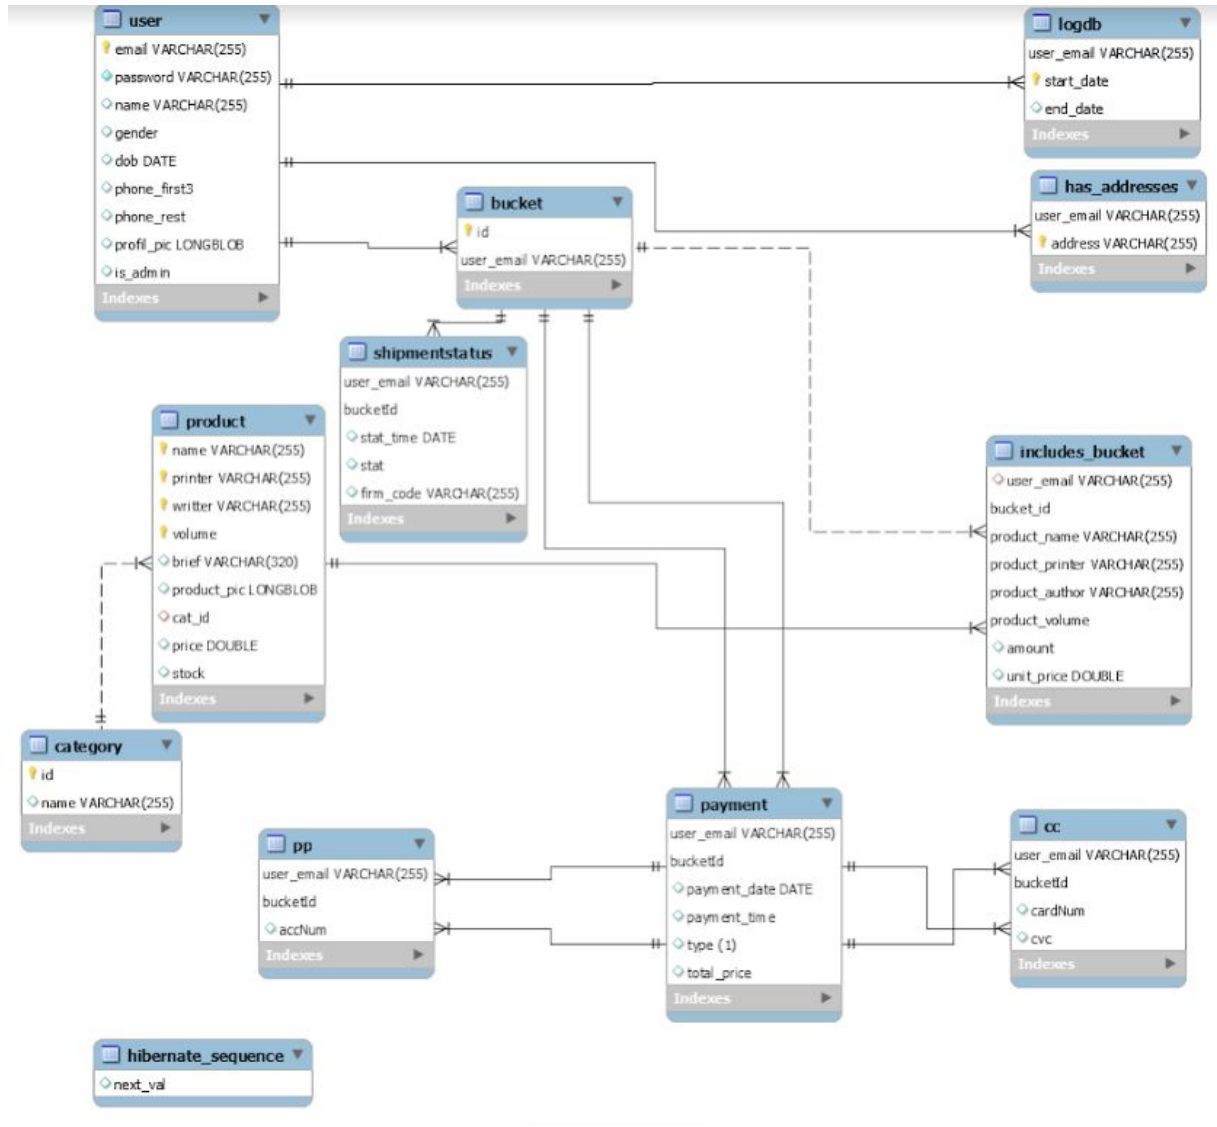 user
email VARCHAR(255)
password VARCHAR(255)
name VARCHAR(255)
gender
dob DATE
phone_first3
phone_rest
profil_pic LONGBLOB
is_admin
Indexes
logdb
user_email VARCHAR(255)
start_date
end_date
Indexes
has_addresses
user_email VARCHAR(255)
address VARCHAR(255)
Indexes
bucket
id
user_email VARCHAR(255)
Indexes
shipmentstatus
user_email VARCHAR(255)
bucketId
stat_time DATE
stat
firm_code VARCHAR(255)
Indexes
product
name VARCHAR(255)
printer VARCHAR(255)
writter VARCHAR(255)
volume
brief VARCHAR(320)
product_pic LONGBLOB
cat_id
price DOUBLE
stock
Indexes
includes_bucket
user_email VARCHAR(255)
bucket_id
product_name VARCHAR(255)
product_printer VARCHAR(255)
product_author VARCHAR(255)
product_volume
amount
unit_price DOUBLE
Indexes
category
id
name VARCHAR(255)
Indexes
pp
user_email VARCHAR(255)
bucketId
accNum
Indexes
payment
user_email VARCHAR(255)
bucketId
payment_date DATE
payment_time
type (1)
total_price
Indexes
cc
user_email VARCHAR(255)
bucketId
cardNum
cvc
Indexes
hibernate_sequence
next_val